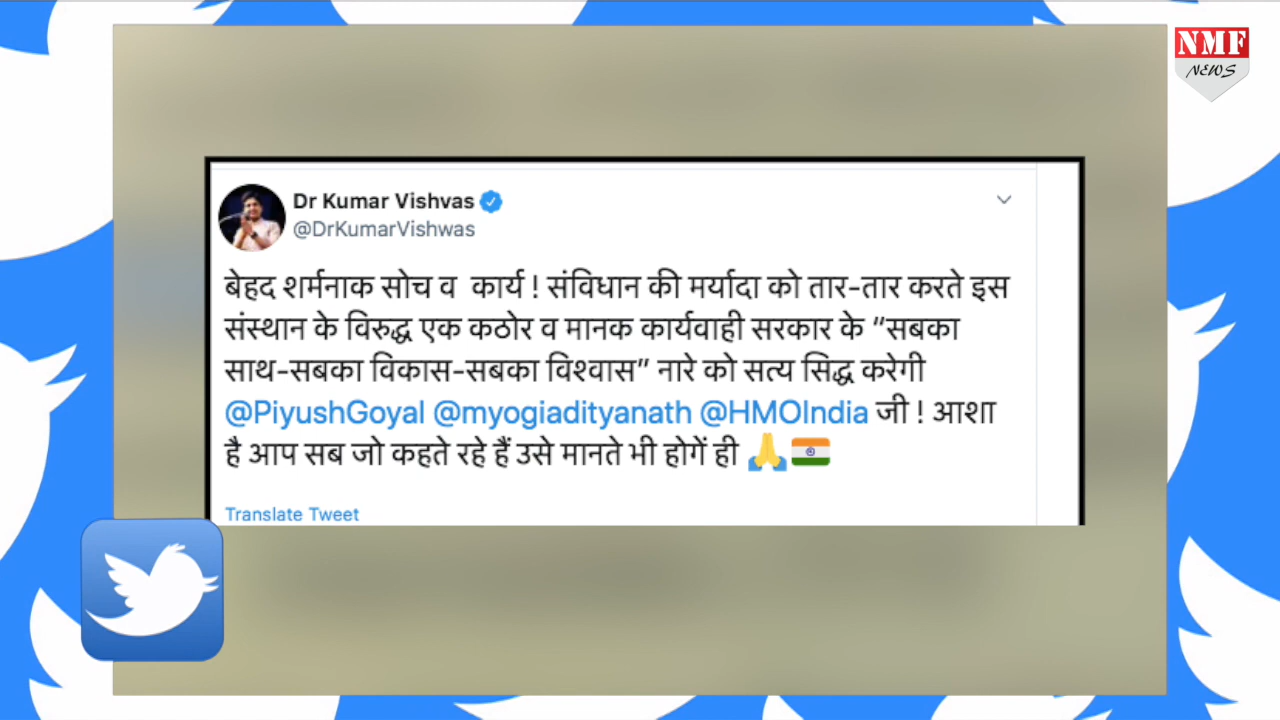 NMF
NEWS
Dr Kumar Vishvas
@DrKumarVishwas
बेहद शर्मनाक सोच व कार्य ! संविधान की मर्यादा को तार-तार करते इस
संस्थान के विरुद्ध एक कठोर व मानक कार्यवाही सरकार के “सबका
साथ-सबका विकास-सबका विश्वास” नारे को सत्य सिद्ध करेगी
@PiyushGoyal @myogiadityanath @HMOIndia जी ! आशा
है आप सब जो कहते रहे हैं उसे मानते भी होगें ही 🙏🇮🇳
Translate Tweet